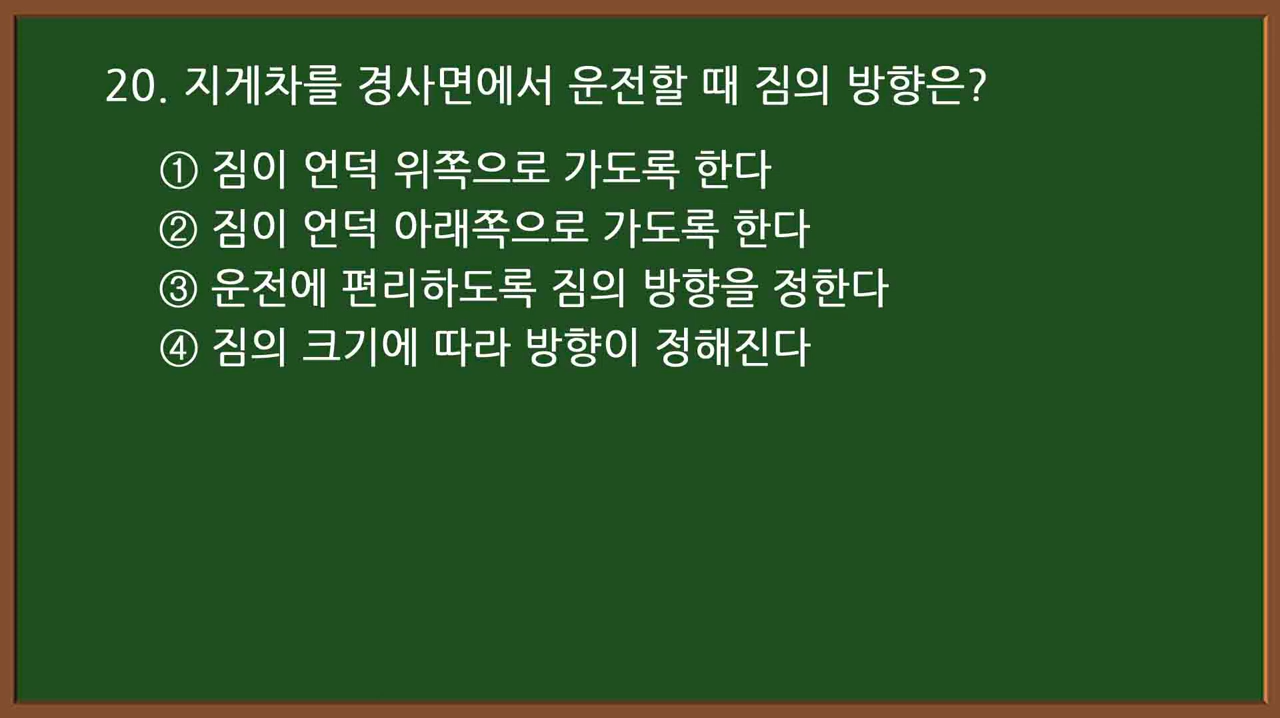 20. 지게차를 경사면에서 운전할 때 짐의 방향은?
① 짐이 언덕 위쪽으로 가도록 한다
② 짐이 언덕 아래쪽으로 가도록 한다
③ 운전에 편리하도록 짐의 방향을 정한다
④ 짐의 크기에 따라 방향이 정해진다